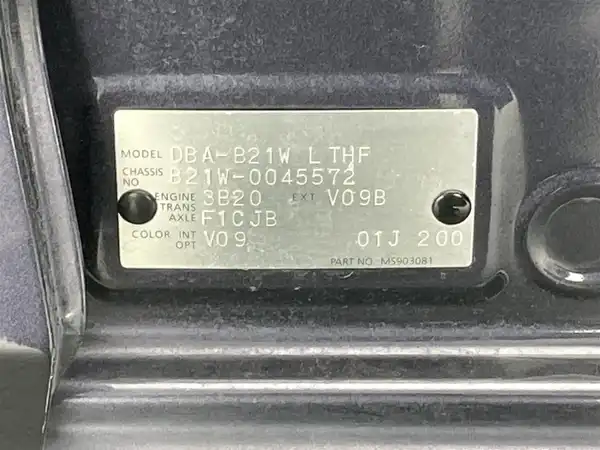 MODEL DBA-B21W LTHF
CHASSIS NO B21W-0045572
ENGINE 3B20 EXT V09B
TRANS AXLE F1CJB
COLOR INT OPT V09 01J 200
PART NO. MS903081